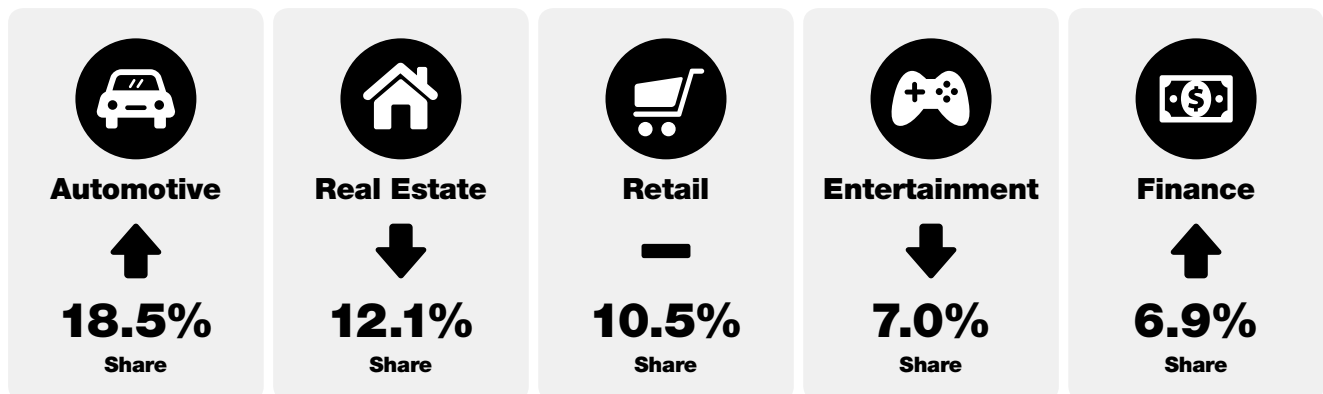 Automotive
18.5%
Share
Real Estate
12.1%
Share
Retail
10.5%
Share
Entertainment
7.0%
Share
Finance
6.9%
Share